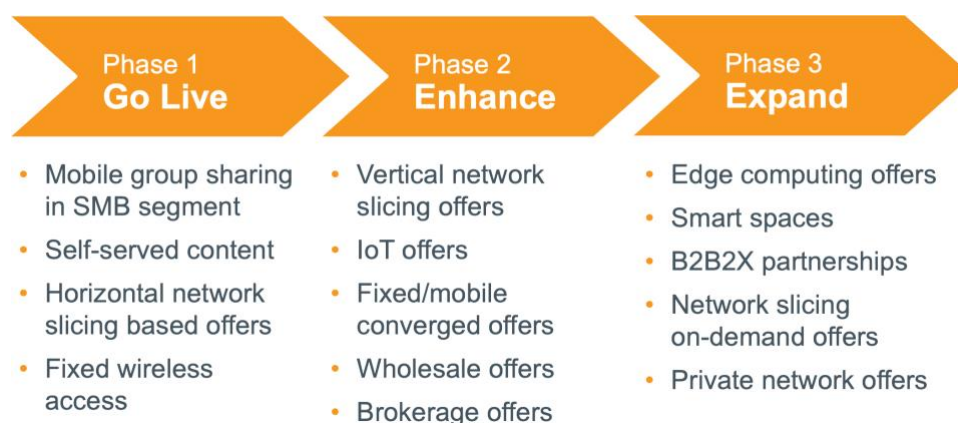 Phase 1
Go Live
• Mobile group sharing
in SMB segment
• Self-served content
• Horizontal network
slicing based offers
• Fixed wireless
access
Phase 2
Enhance
• Vertical network
slicing offers
• IoT offers
• Fixed/mobile
converged offers
• Wholesale offers
• Brokerage offers
Phase 3
Expand
• Edge computing offers
• Smart spaces
• B2B2X partnerships
• Network slicing
on-demand offers
• Private network offers